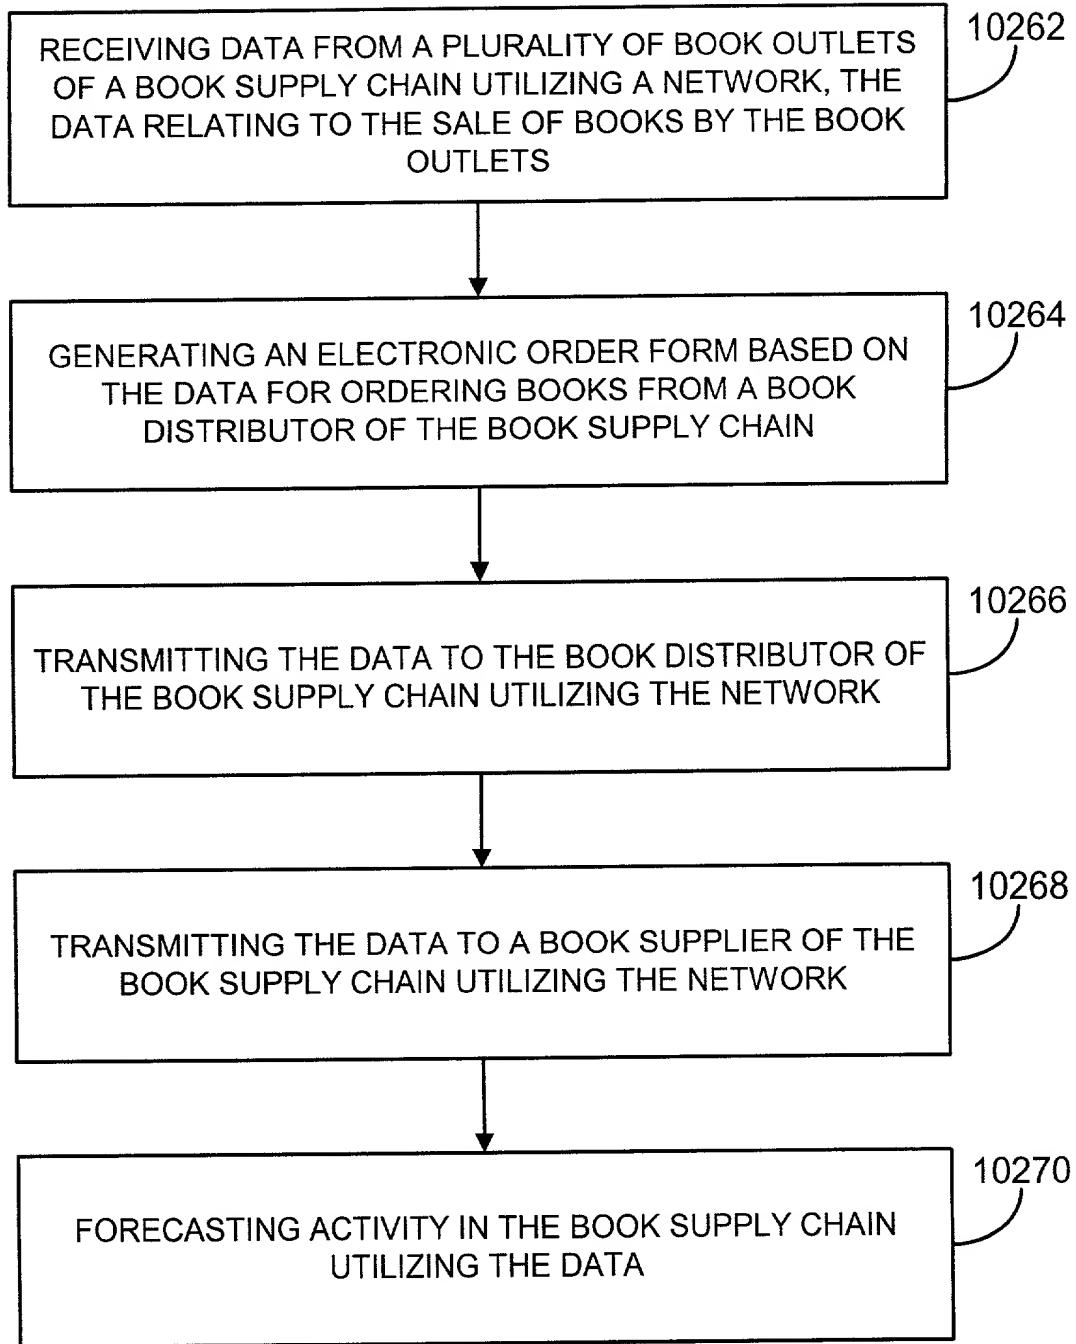 10262
RECEIVING DATA FROM A PLURALITY OF BOOK OUTLETS
OF A BOOK SUPPLY CHAIN UTILIZING A NETWORK, THE
DATA RELATING TO THE SALE OF BOOKS BY THE BOOK
OUTLETS
10264
GENERATING AN ELECTRONIC ORDER FORM BASED ON
THE DATA FOR ORDERING BOOKS FROM A BOOK
DISTRIBUTOR OF THE BOOK SUPPLY CHAIN
10266
TRANSMITTING THE DATA TO THE BOOK DISTRIBUTOR OF
THE BOOK SUPPLY CHAIN UTILIZING THE NETWORK
10268
TRANSMITTING THE DATA TO A BOOK SUPPLIER OF THE
BOOK SUPPLY CHAIN UTILIZING THE NETWORK
10270
FORECASTING ACTIVITY IN THE BOOK SUPPLY CHAIN
UTILIZING THE DATA